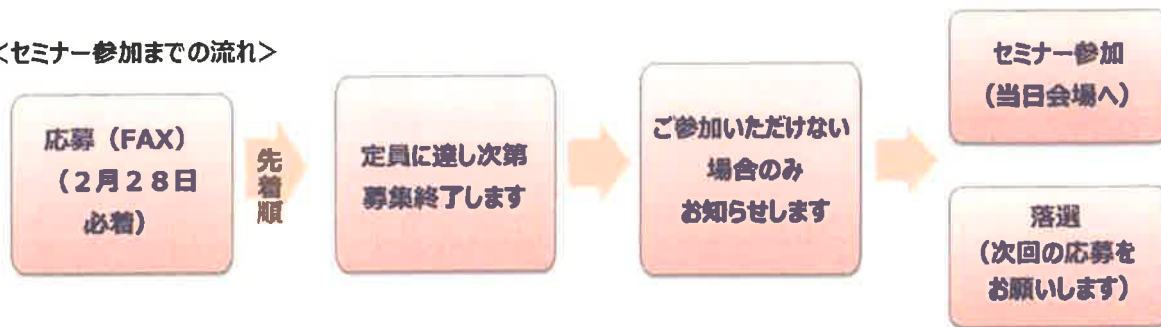 <セミナー参加までの流れ>
応募（FAX）
（２月２８日
必着）
先着順
定員に達し次第
募集終了します
ご参加いただけない
場合のみ
お知らせします
セミナー参加
（当日会場へ）
落選
（次回の応募を
お願いします）